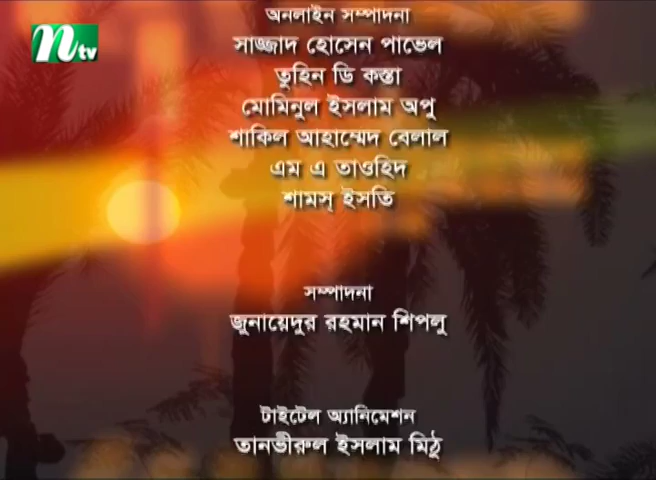 ntv
অনলাইন সম্পাদনা
সাজ্জাদ হোসেন পাভেল
তুহিন ডি কস্তা
মোমিনুল ইসলাম অপু
শাকিল আহাম্মেদ বেলাল
এম এ তাওহিদ
শামস্ ইসতি
সম্পাদনা
জুনায়েদুর রহমান শিপলু
টাইটেল অ্যানিমেশন
তানভীরুল ইসলাম মিঠু